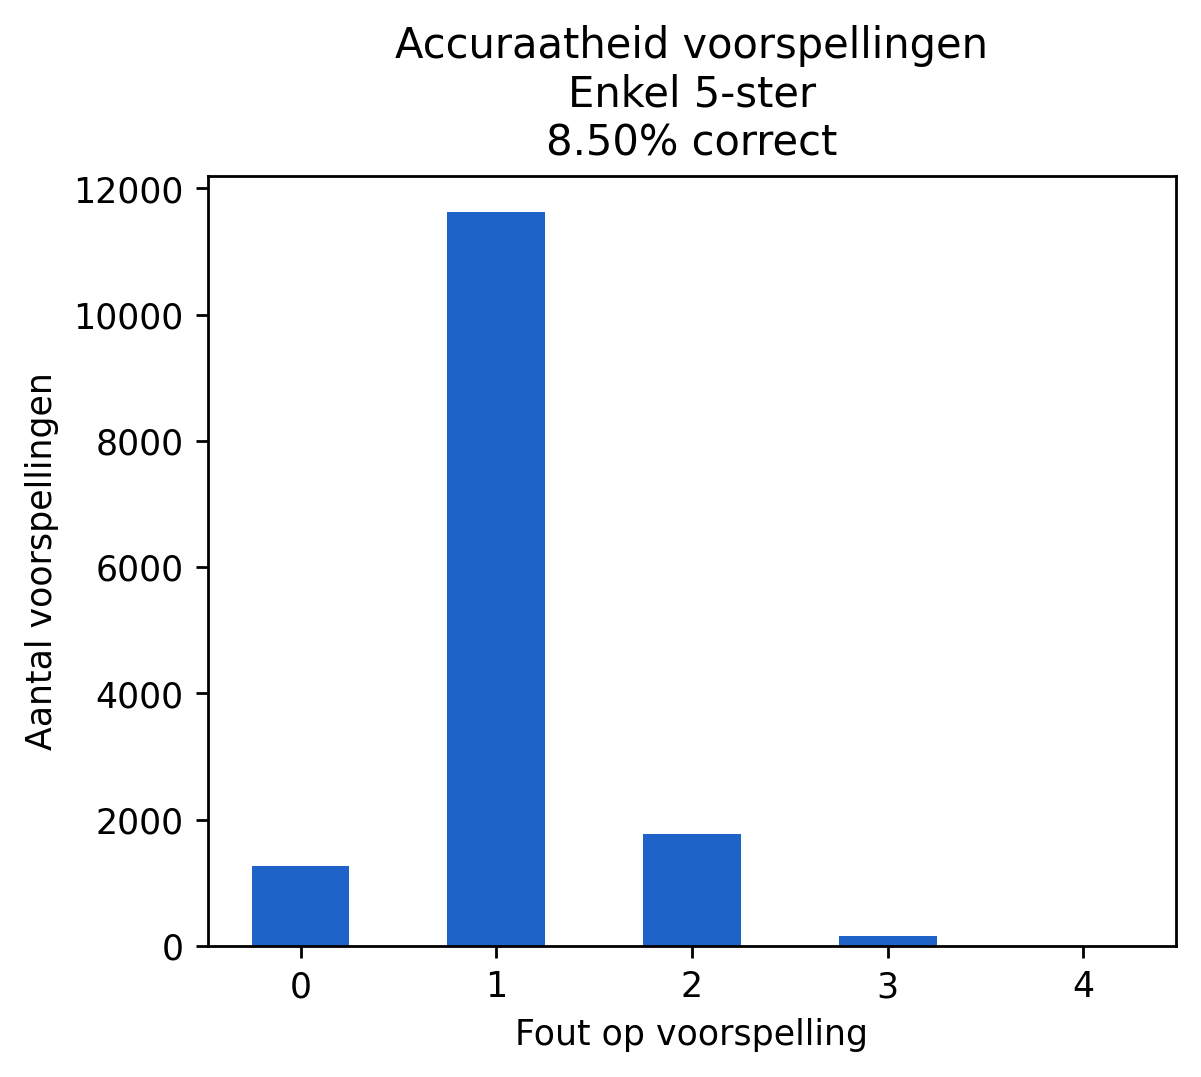 Accuraatheid voorspellingen
Enkel 5-ster
8.50% correct
12000
10000
8000
6000
4000
2000
0
Aantal voorspellingen
0 1 2 3 4
Fout op voorspelling